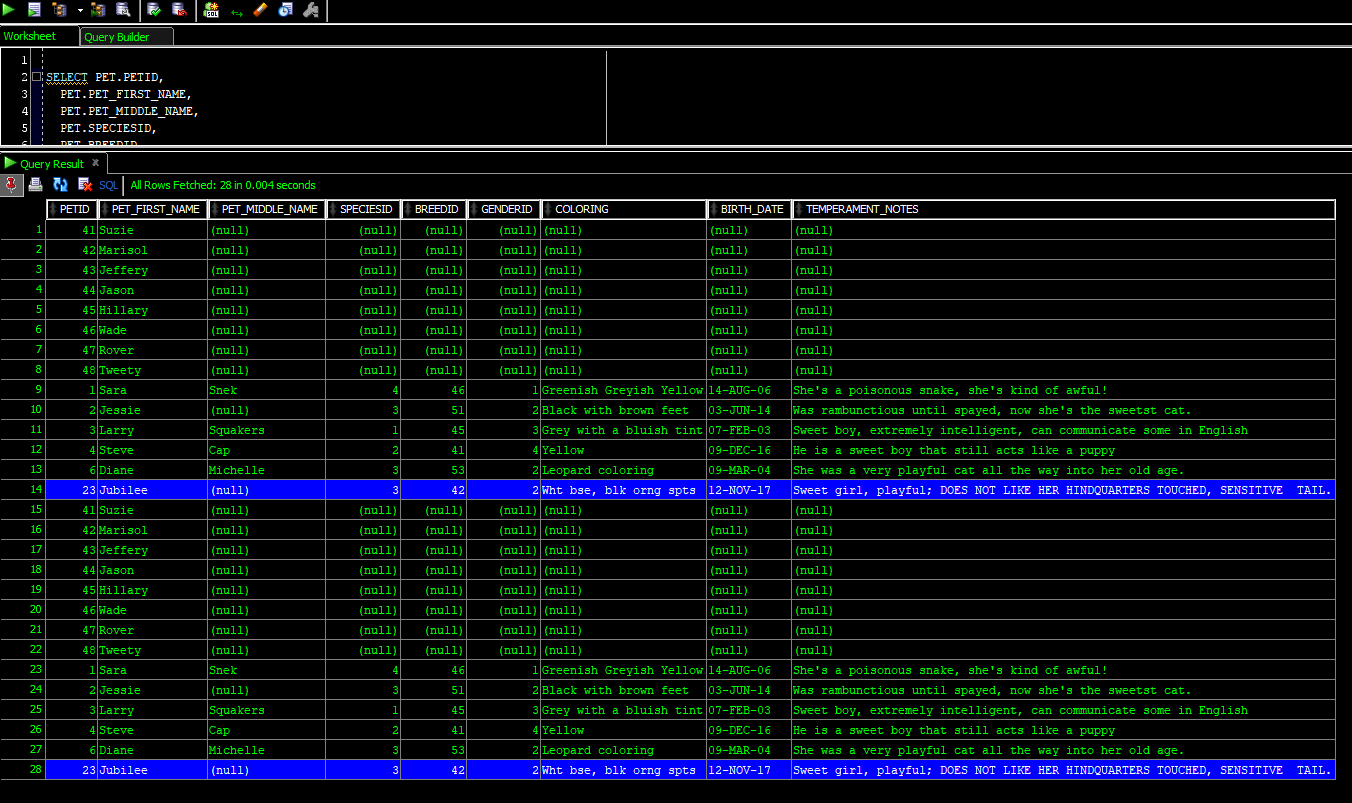 SQL
Worksheet Query Builder
1
2 SELECT PET.PETID,
3 PET.PET_FIRST_NAME,
4 PET.PET_MIDDLE_NAME,
5 PET.SPECIESID,
6 PET.BREEDID
Query Result ×
SQL All Rows Fetched: 28 in 0.004 seconds
PETID PET_FIRST_NAME PET_MIDDLE_NAME SPECIESID BREEDID GENDERID COLORING BIRTH_DATE TEMPERAMENT_NOTES
1 41 Suzie (null) (null) (null) (null) (null) (null) (null)
2 42 Marisol (null) (null) (null) (null) (null) (null) (null)
3 43 Jeffery (null) (null) (null) (null) (null) (null) (null)
4 44 Jason (null) (null) (null) (null) (null) (null) (null)
5 45 Hillary (null) (null) (null) (null) (null) (null) (null)
6 46 Wade (null) (null) (null) (null) (null) (null) (null)
7 47 Rover (null) (null) (null) (null) (null) (null) (null)
8 48 Tweety (null) (null) (null) (null) (null) (null) (null)
9 1 Sara Snek 4 46 1 Greenish Greyish Yellow 14-AUG-06 She's a poisonous snake, she's kind of awful!
10 2 Jessie (null) 3 51 2 Black with brown feet 03-JUN-14 Was rambunctious until spayed, now she's the sweetst cat.
11 3 Larry Squakers 1 45 3 Grey with a bluish tint 07-FEB-03 Sweet boy, extremely intelligent, can communicate some in English
12 4 Steve Cap 2 41 4 Yellow 09-DEC-16 He is a sweet boy that still acts like a puppy
13 6 Diane Michelle 3 53 2 Leopard coloring 09-MAR-04 She was a very playful cat all the way into her old age.
14 23 Jubilee (null) 3 42 2 Wht bse, blk orng spts 12-NOV-17 Sweet girl, playful; DOES NOT LIKE HER HINDQUARTERS TOUCHED, SENSITIVE TAIL.
15 41 Suzie (null) (null) (null) (null) (null) (null) (null)
16 42 Marisol (null) (null) (null) (null) (null) (null) (null)
17 43 Jeffery (null) (null) (null) (null) (null) (null) (null)
18 44 Jason (null) (null) (null) (null) (null) (null) (null)
19 45 Hillary (null) (null) (null) (null) (null) (null) (null)
20 46 Wade (null) (null) (null) (null) (null) (null) (null)
21 47 Rover (null) (null) (null) (null) (null) (null) (null)
22 48 Tweety (null) (null) (null) (null) (null) (null) (null)
23 1 Sara Snek 4 46 1 Greenish Greyish Yellow 14-AUG-06 She's a poisonous snake, she's kind of awful!
24 2 Jessie (null) 3 51 2 Black with brown feet 03-JUN-14 Was rambunctious until spayed, now she's the sweetst cat.
25 3 Larry Squakers 1 45 3 Grey with a bluish tint 07-FEB-03 Sweet boy, extremely intelligent, can communicate some in English
26 4 Steve Cap 2 41 4 Yellow 09-DEC-16 He is a sweet boy that still acts like a puppy
27 6 Diane Michelle 3 53 2 Leopard coloring 09-MAR-04 She was a very playful cat all the way into her old age.
28 23 Jubilee (null) 3 42 2 Wht bse, blk orng spts 12-NOV-17 Sweet girl, playful; DOES NOT LIKE HER HINDQUARTERS TOUCHED, SENSITIVE TAIL.